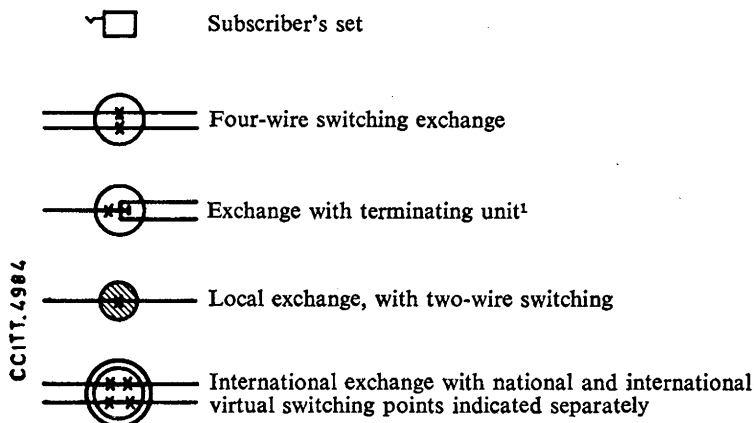 Subscriber's set
Four-wire switching exchange
Exchange with terminating unit¹
Local exchange, with two-wire switching
International exchange with national and international
virtual switching points indicated separately
CCITT.4984